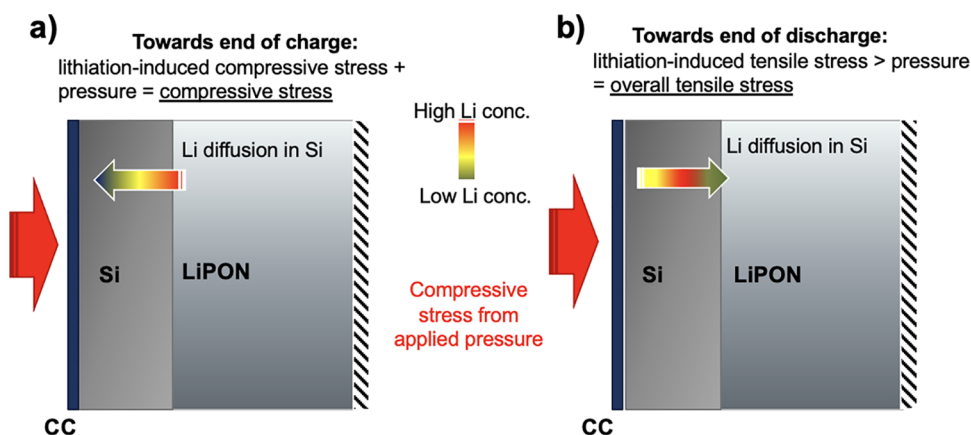 a)
Towards end of charge:
lithiation-induced compressive stress +
pressure = compressive stress
High Li conc.
Low Li conc.
Li diffusion in Si
Si
LiPON
CC
Compressive
stress from
applied pressure
b)
Towards end of discharge:
lithiation-induced tensile stress > pressure
= overall tensile stress
Li diffusion in Si
Si
LiPON
CC